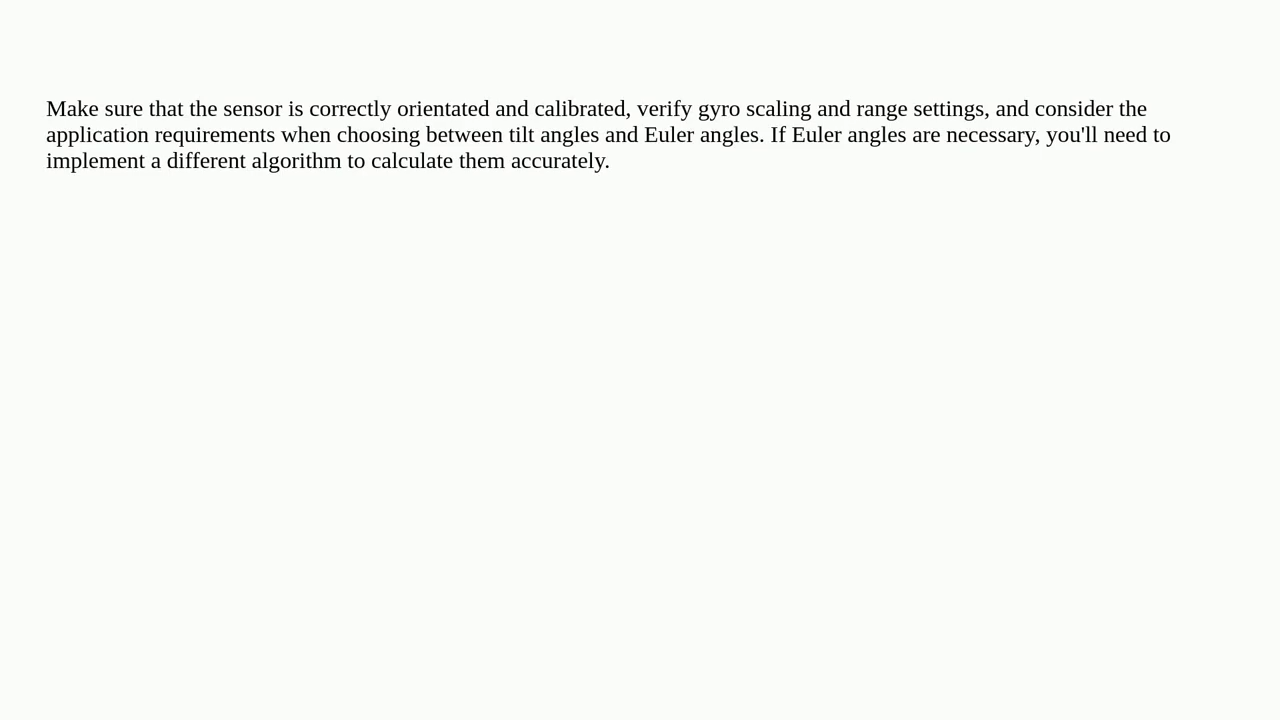 Make sure that the sensor is correctly orientated and calibrated, verify gyro scaling and range settings, and consider the
application requirements when choosing between tilt angles and Euler angles. If Euler angles are necessary, you'll need to
implement a different algorithm to calculate them accurately.